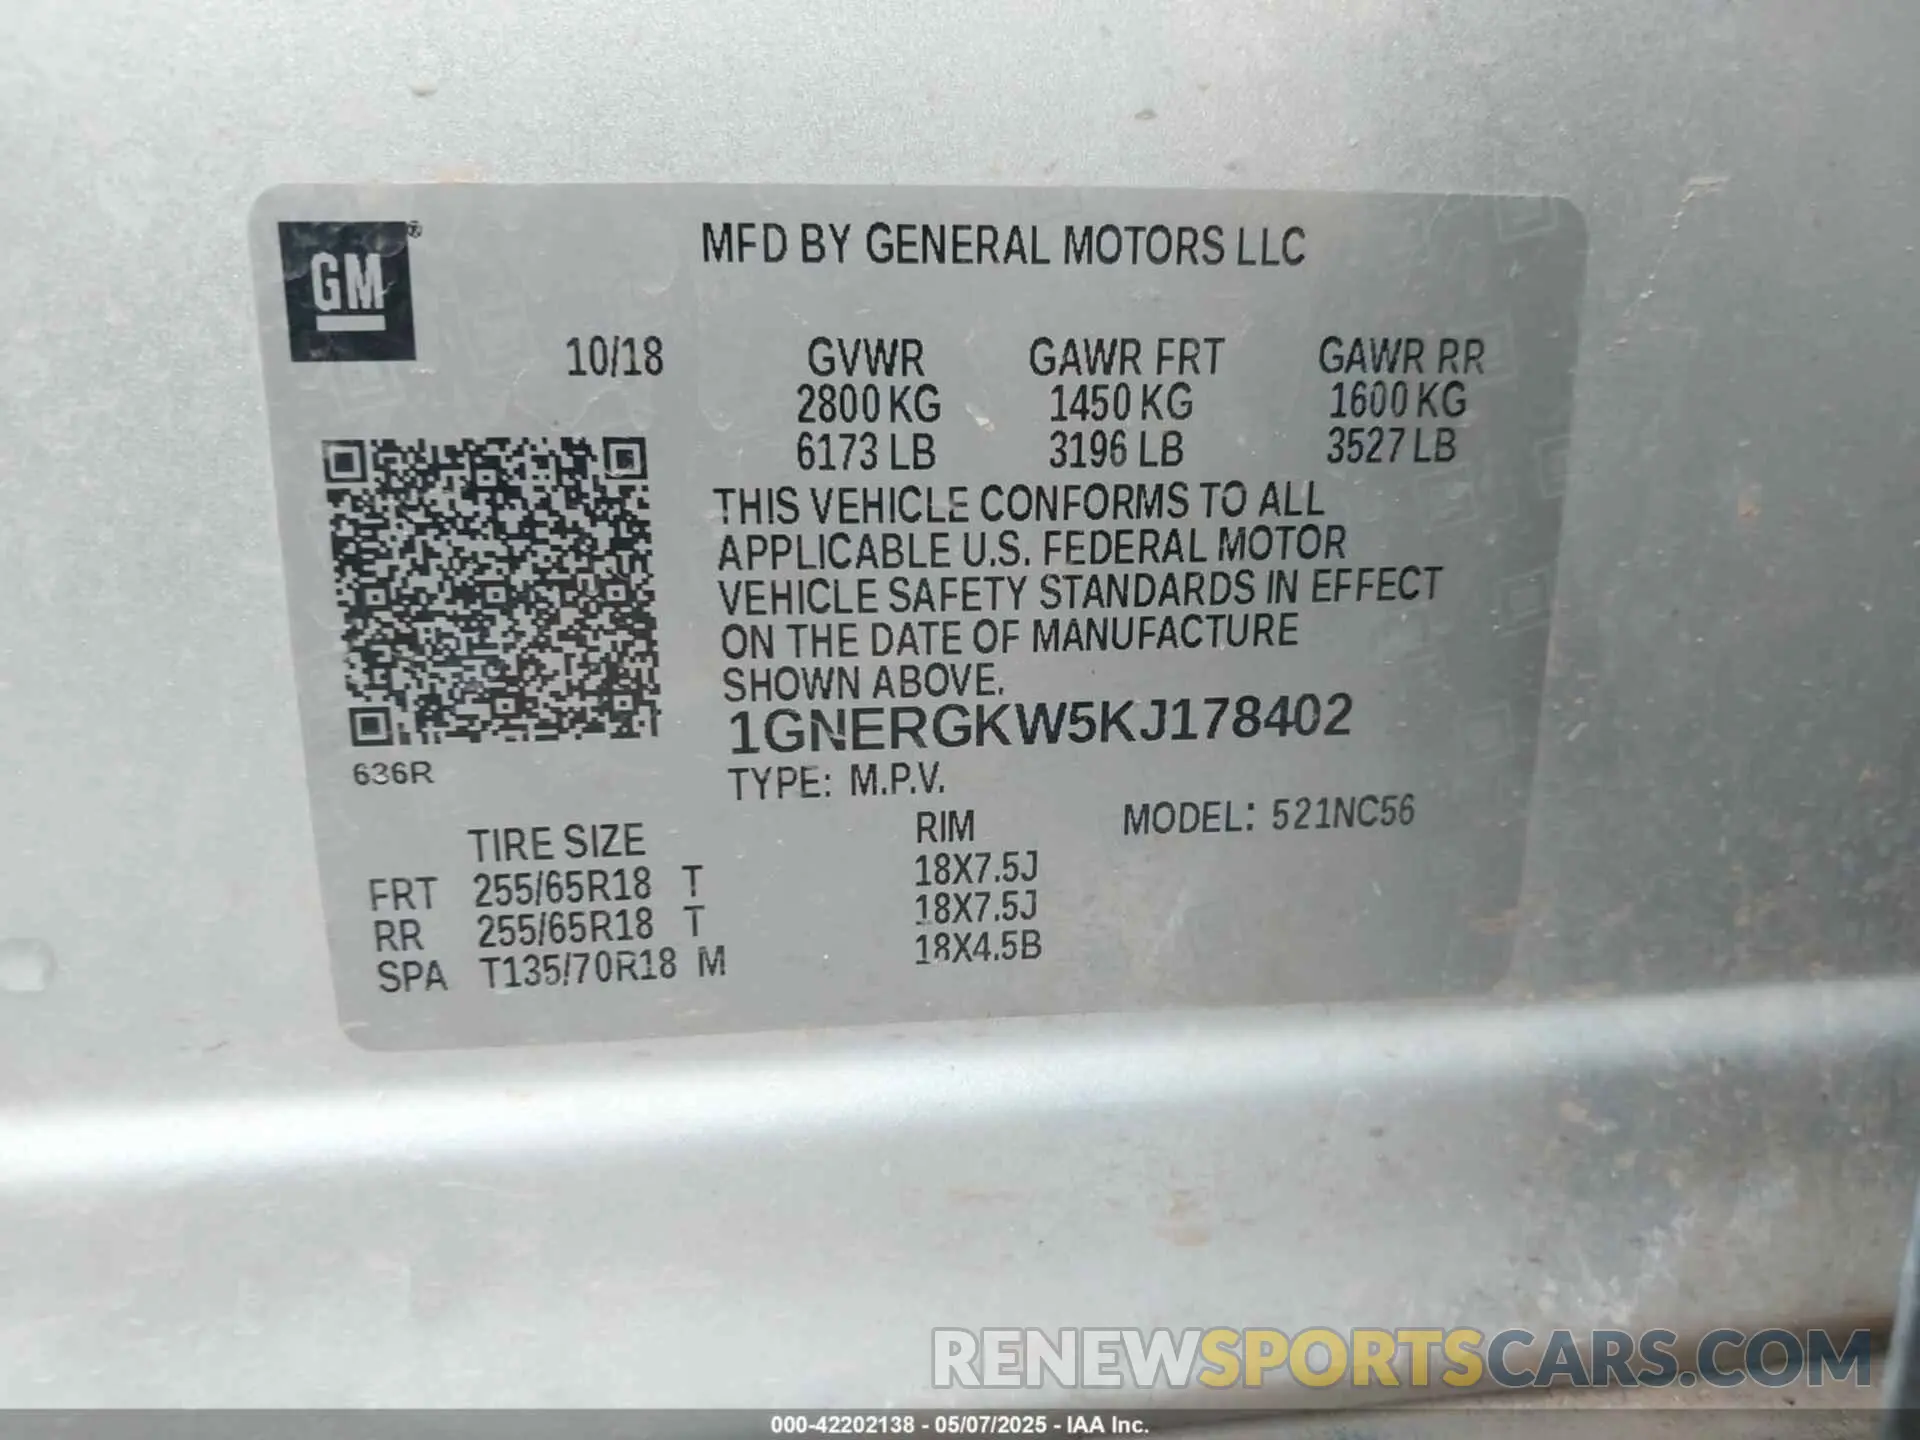 GM®
MFD BY GENERAL MOTORS LLC
10/18 GVWR GAWR FRT GAWR RR
2800 KG 1450 KG 1600 KG
6173 LB 3196 LB 3527 LB
THIS VEHICLE CONFORMS TO ALL
APPLICABLE U.S. FEDERAL MOTOR
VEHICLE SAFETY STANDARDS IN EFFECT
ON THE DATE OF MANUFACTURE
SHOWN ABOVE.
1GNERGKW5KJ178402
636R
TYPE: M.P.V.
TIRE SIZE RIM MODEL: 521NC56
FRT 255/65R18 T 18X7.5J
RR 255/65R18 T 18X7.5J
SPA T135/70R18 M 18X4.5B
RENEWSPORTSCARS.COM
000-42202138 - 05/07/2025 - IAA Inc.